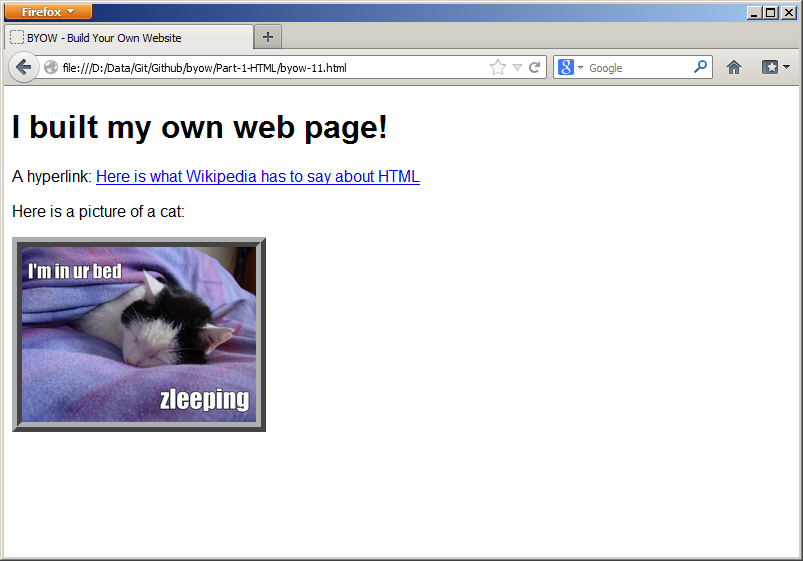 Firefox
BYOW - Build Your Own Website
file:///D:/Data/Git/Github/byow/Part-1-HTML/byow-11.html
Google
I built my own web page!
A hyperlink: Here is what Wikipedia has to say about HTML
Here is a picture of a cat:
I'm in ur bed
zleeping